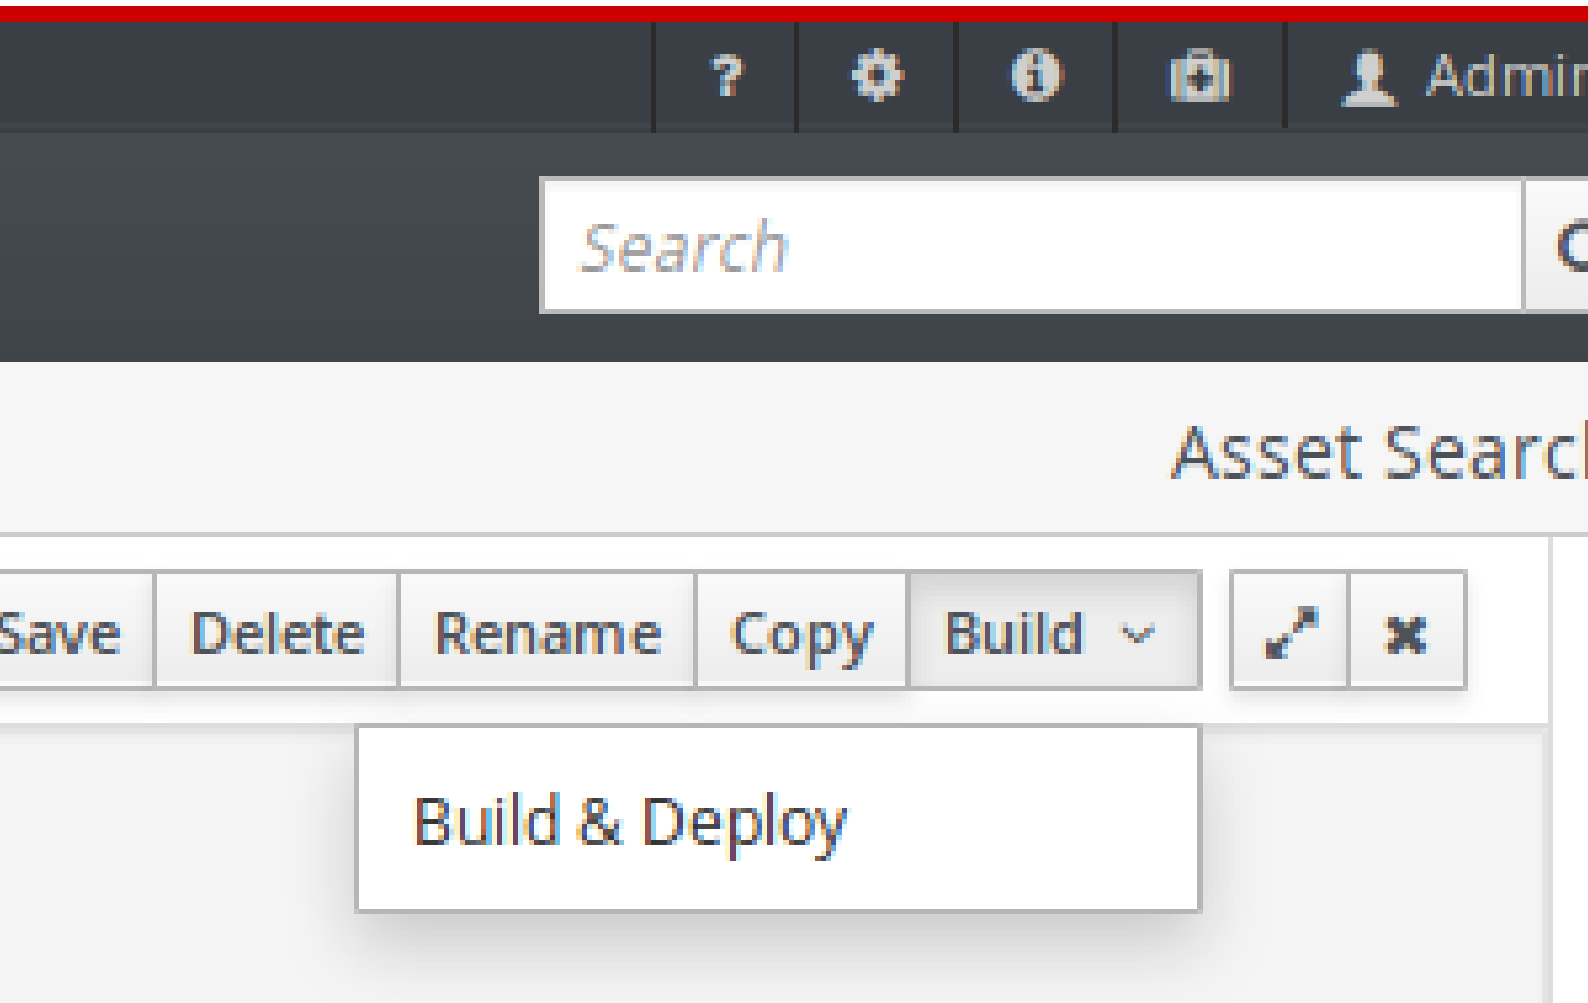 ? Admin
Search
Asset Search
Save Delete Rename Copy Build
Build & Deploy